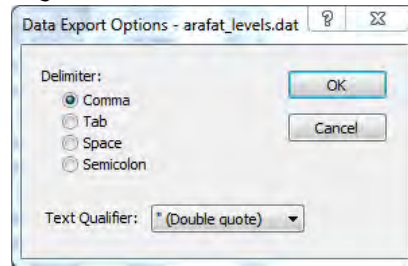 Data Export Options - arafat_levels.dat
Delimiter:
Comma
Tab
Space
Semicolon
OK
Cancel
Text Qualifier: " (Double quote)